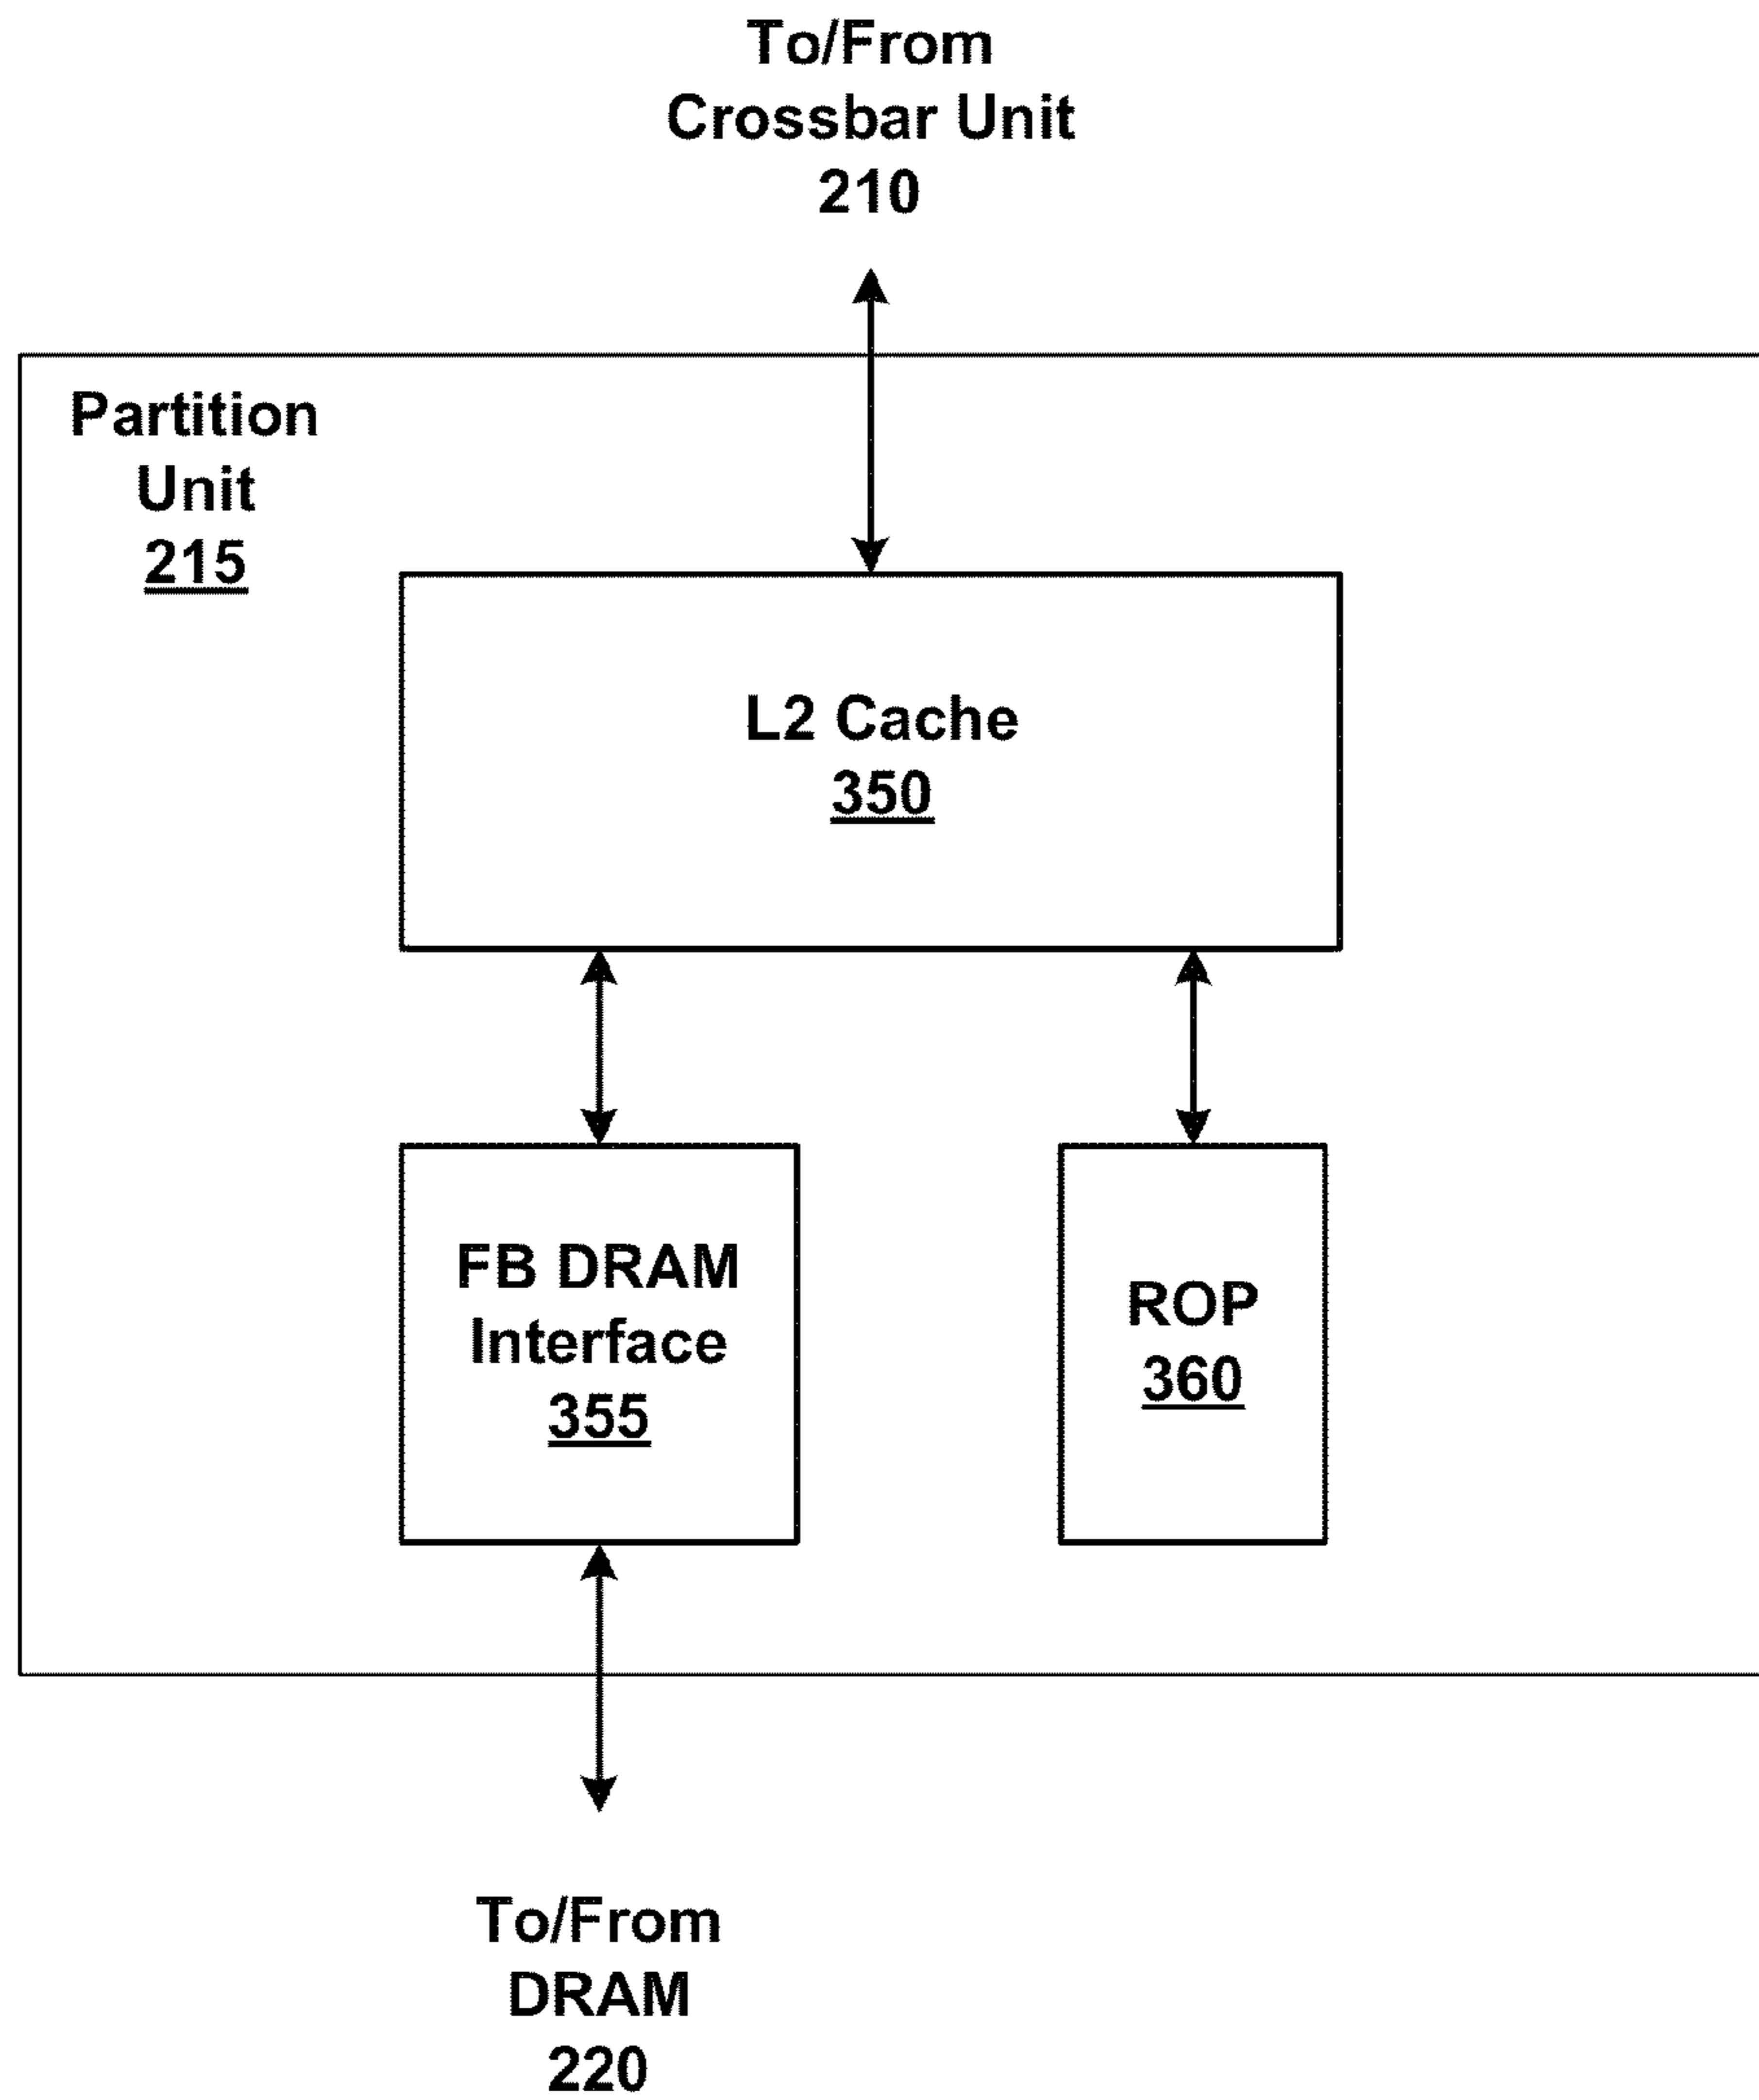 To/From
Crossbar Unit
210
Partition
Unit
215
L2 Cache
350
FB DRAM
Interface
355
ROP
360
To/From
DRAM
220